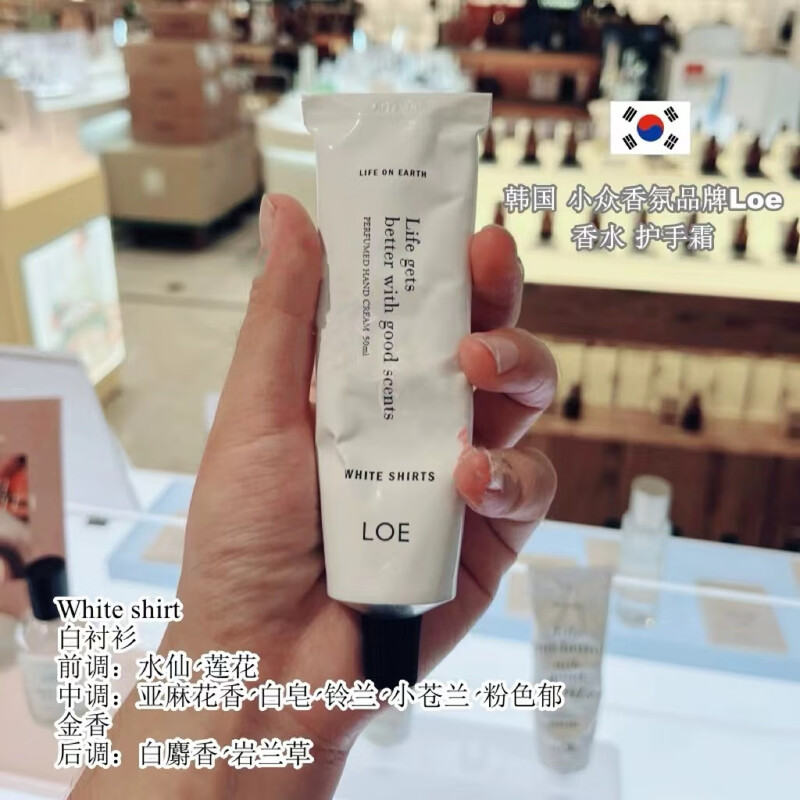 韩国 小众香氛品牌Loe
香水 护手霜
LIFE ON EARTH
Life gets
better with good scents
PERFUMED HAND CREAM 50ml
WHITE SHIRTS
LOE
White shirt
白衬衫
前调：水仙·莲花
中调：亚麻花香·白皂·铃兰·小苍兰·粉色郁
金香
后调：白麝香·岩兰草